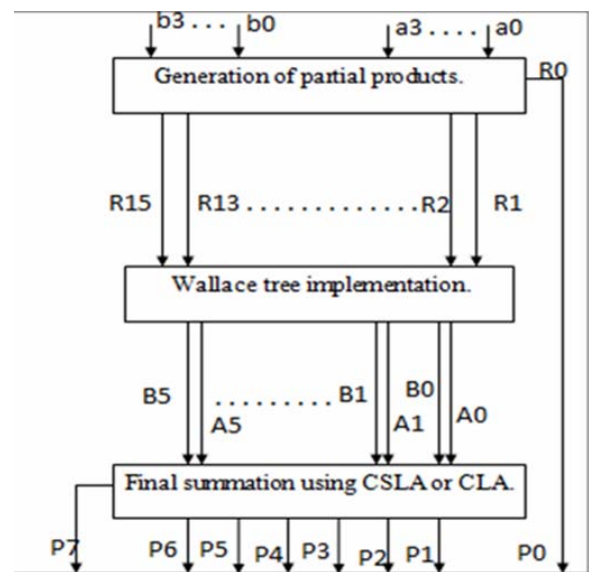 b3 . . . b0 a3 . . . . a0
Generation of partial products.
R0
R15 R13 . . . . . . . . . . . . . R2 R1
Wallace tree implementation.
B5 . . . . . . . . . B1 B0
A5 A1 A0
Final summation using CSLA or CLA.
P7 P6 P5 P4 P3 P2 P1 P0